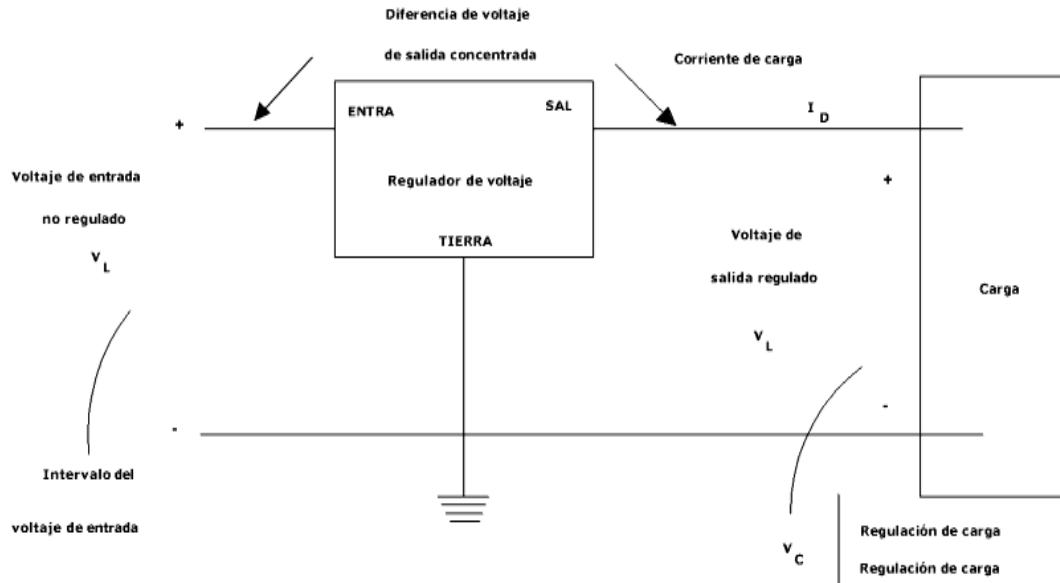 Diferencia de voltaje
de salida concentrada
Corriente de carga
ENTRA
SAL
I D
+
Regulador de voltaje
TIERRA
Voltaje de entrada
no regulado
V L
+
Voltaje de
salida regulado
V L
Carga
-
-
Intervalo del
voltaje de entrada
V C
Regulación de carga
Regulación de carga